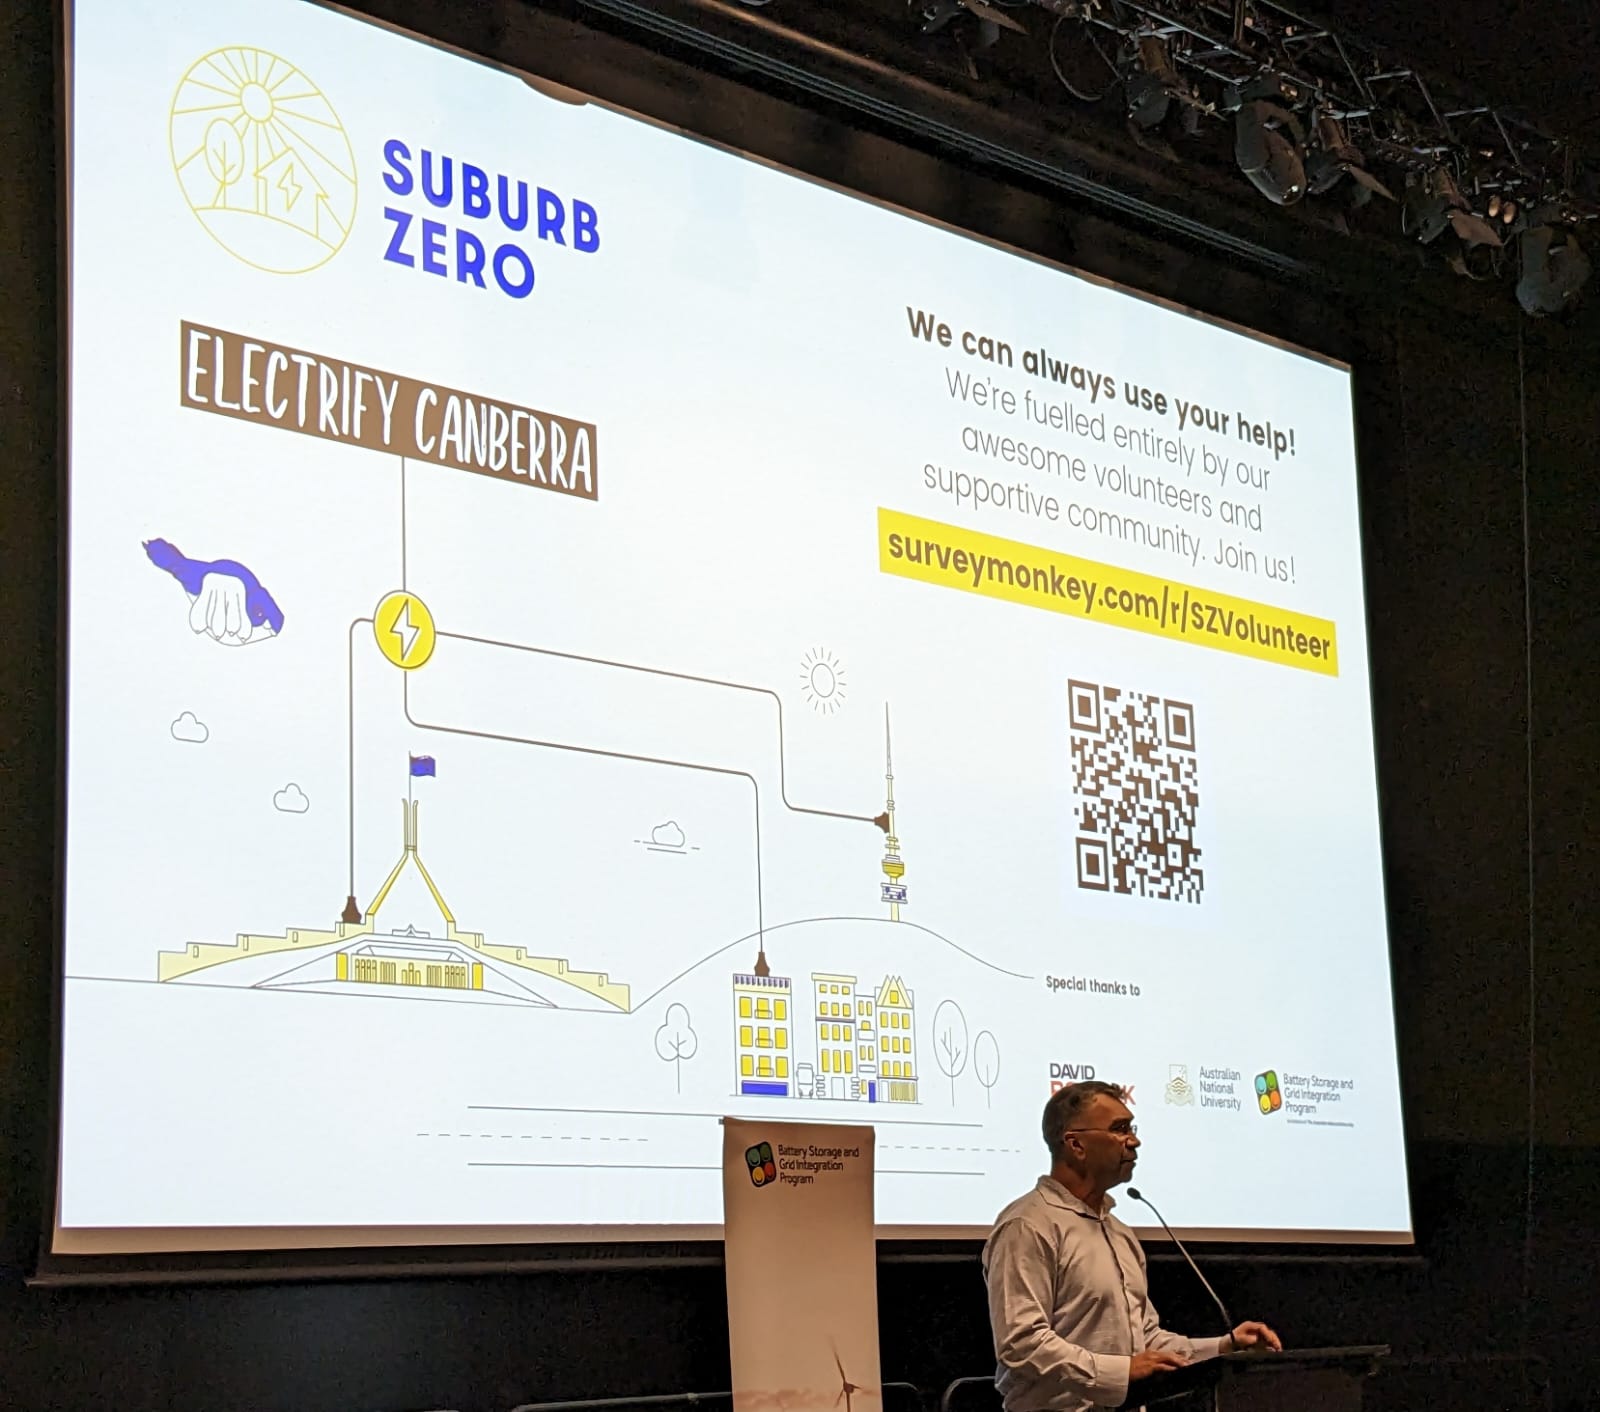 SUBURB
ZERO
ELECTRIFY CANBERRA
We can always use your help!
We're fuelled entirely by our
awesome volunteers and
supportive community. Join us!
surveymonkey.com/r/SZVolunteer
Special thanks to
DAVID
Australian
National
University
Battery Storage and
Grid Integration
Program
Battery Storage and
Grid Integration
Program